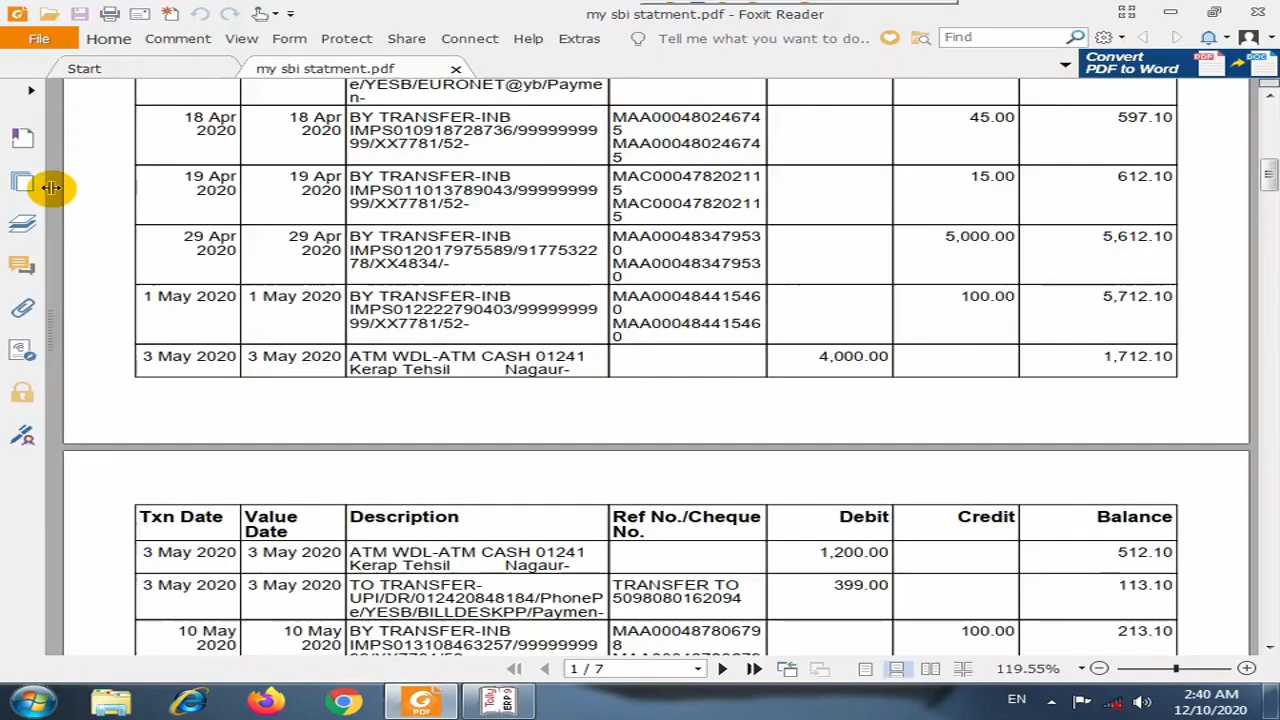 my sbi statment.pdf - Foxit Reader
File Home Comment View Form Protect Share Connect Help Extras Tell me what you want to do.. Find
Start my sbi statment.pdf
Convert PDF to Word
e/YESB/EURONET@yb/Payme
n-
18 Apr 18 Apr BY TRANSFER-INB MAA00048024674 45.00 597.10
2020 2020 IMPS010918728736/99999999 5
99/XX7781/52- MAA00048024674
5
19 Apr 19 Apr BY TRANSFER-INB MAC00047820211 15.00 612.10
2020 2020 IMPS011013789043/99999999 5
99/XX7781/52- MAC00047820211
5
29 Apr 29 Apr BY TRANSFER-INB MAA00048347953 5,000.00 5,612.10
2020 2020 IMPS012017975589/91775322 0
78/XX4834/- MAA00048347953
0
1 May 2020 1 May 2020 BY TRANSFER-INB MAA00048441546 100.00 5,712.10
IMPS012222790403/99999999 0
99/XX7781/52- MAA00048441546
0
3 May 2020 3 May 2020 ATM WDL-ATM CASH 01241 4,000.00 1,712.10
Kerap Tehsil Nagaur-
Txn Date Value Description Ref No./Cheque Debit Credit Balance
Date No.
3 May 2020 3 May 2020 ATM WDL-ATM CASH 01241 1,200.00 512.10
Kerap Tehsil Nagaur-
3 May 2020 3 May 2020 TO TRANSFER- TRANSFER TO 399.00 113.10
UPI/DR/012420848184/PhoneP 5098080162094
e/YESB/BILLDESKPP/Paymen-
10 May 10 May BY TRANSFER-INB MAA00048780679 100.00 213.10
2020 2020 IMPS013108463257/99999999 8
1 / 7 119.55%
EN 2:40 AM
12/10/2020